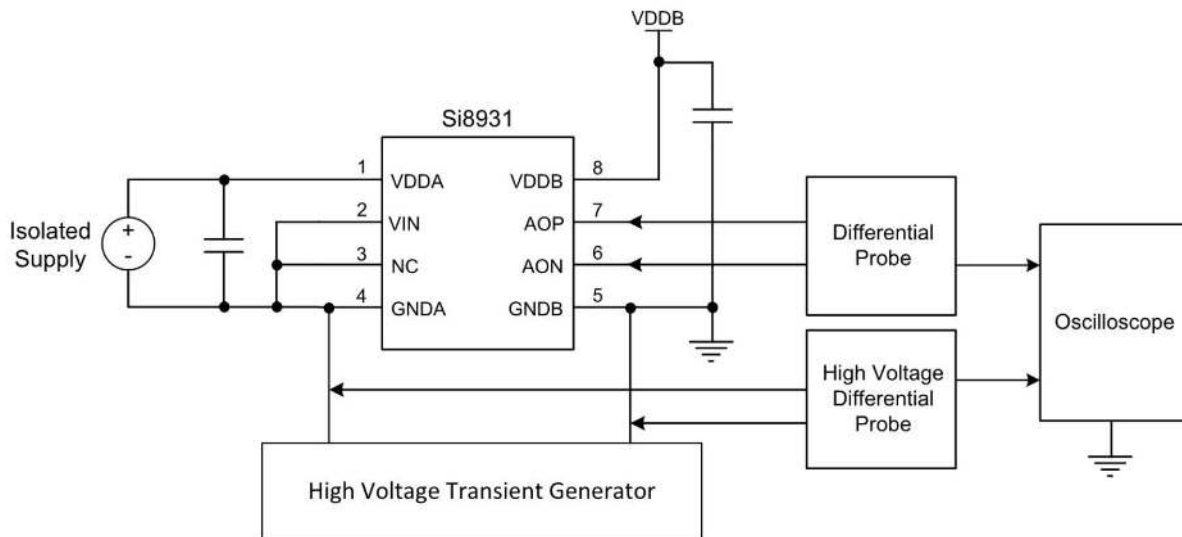 VDDB
Si8931
1
VDDA
VDDB
8
2
VIN
AOP
7
3
NC
AON
6
4
GNDA
GNDB
5
Isolated
Supply
+
-
Differential
Probe
Oscilloscope
High Voltage
Differential
Probe
High Voltage Transient Generator